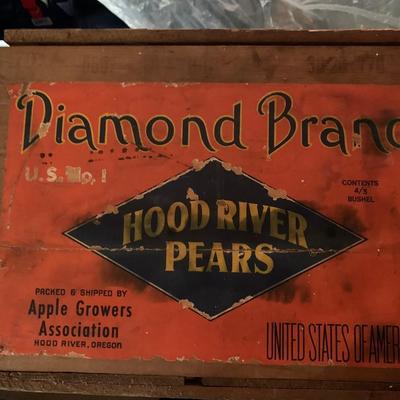 Diamond Bran
U.S. No. 1
CONTENTS
4/5
BUSHEL
HOOD RIVER
PEARS
PACKED & SHIPPED BY
Apple Growers
Association
HOOD RIVER, OREGON
UNITED STATES OF AMER